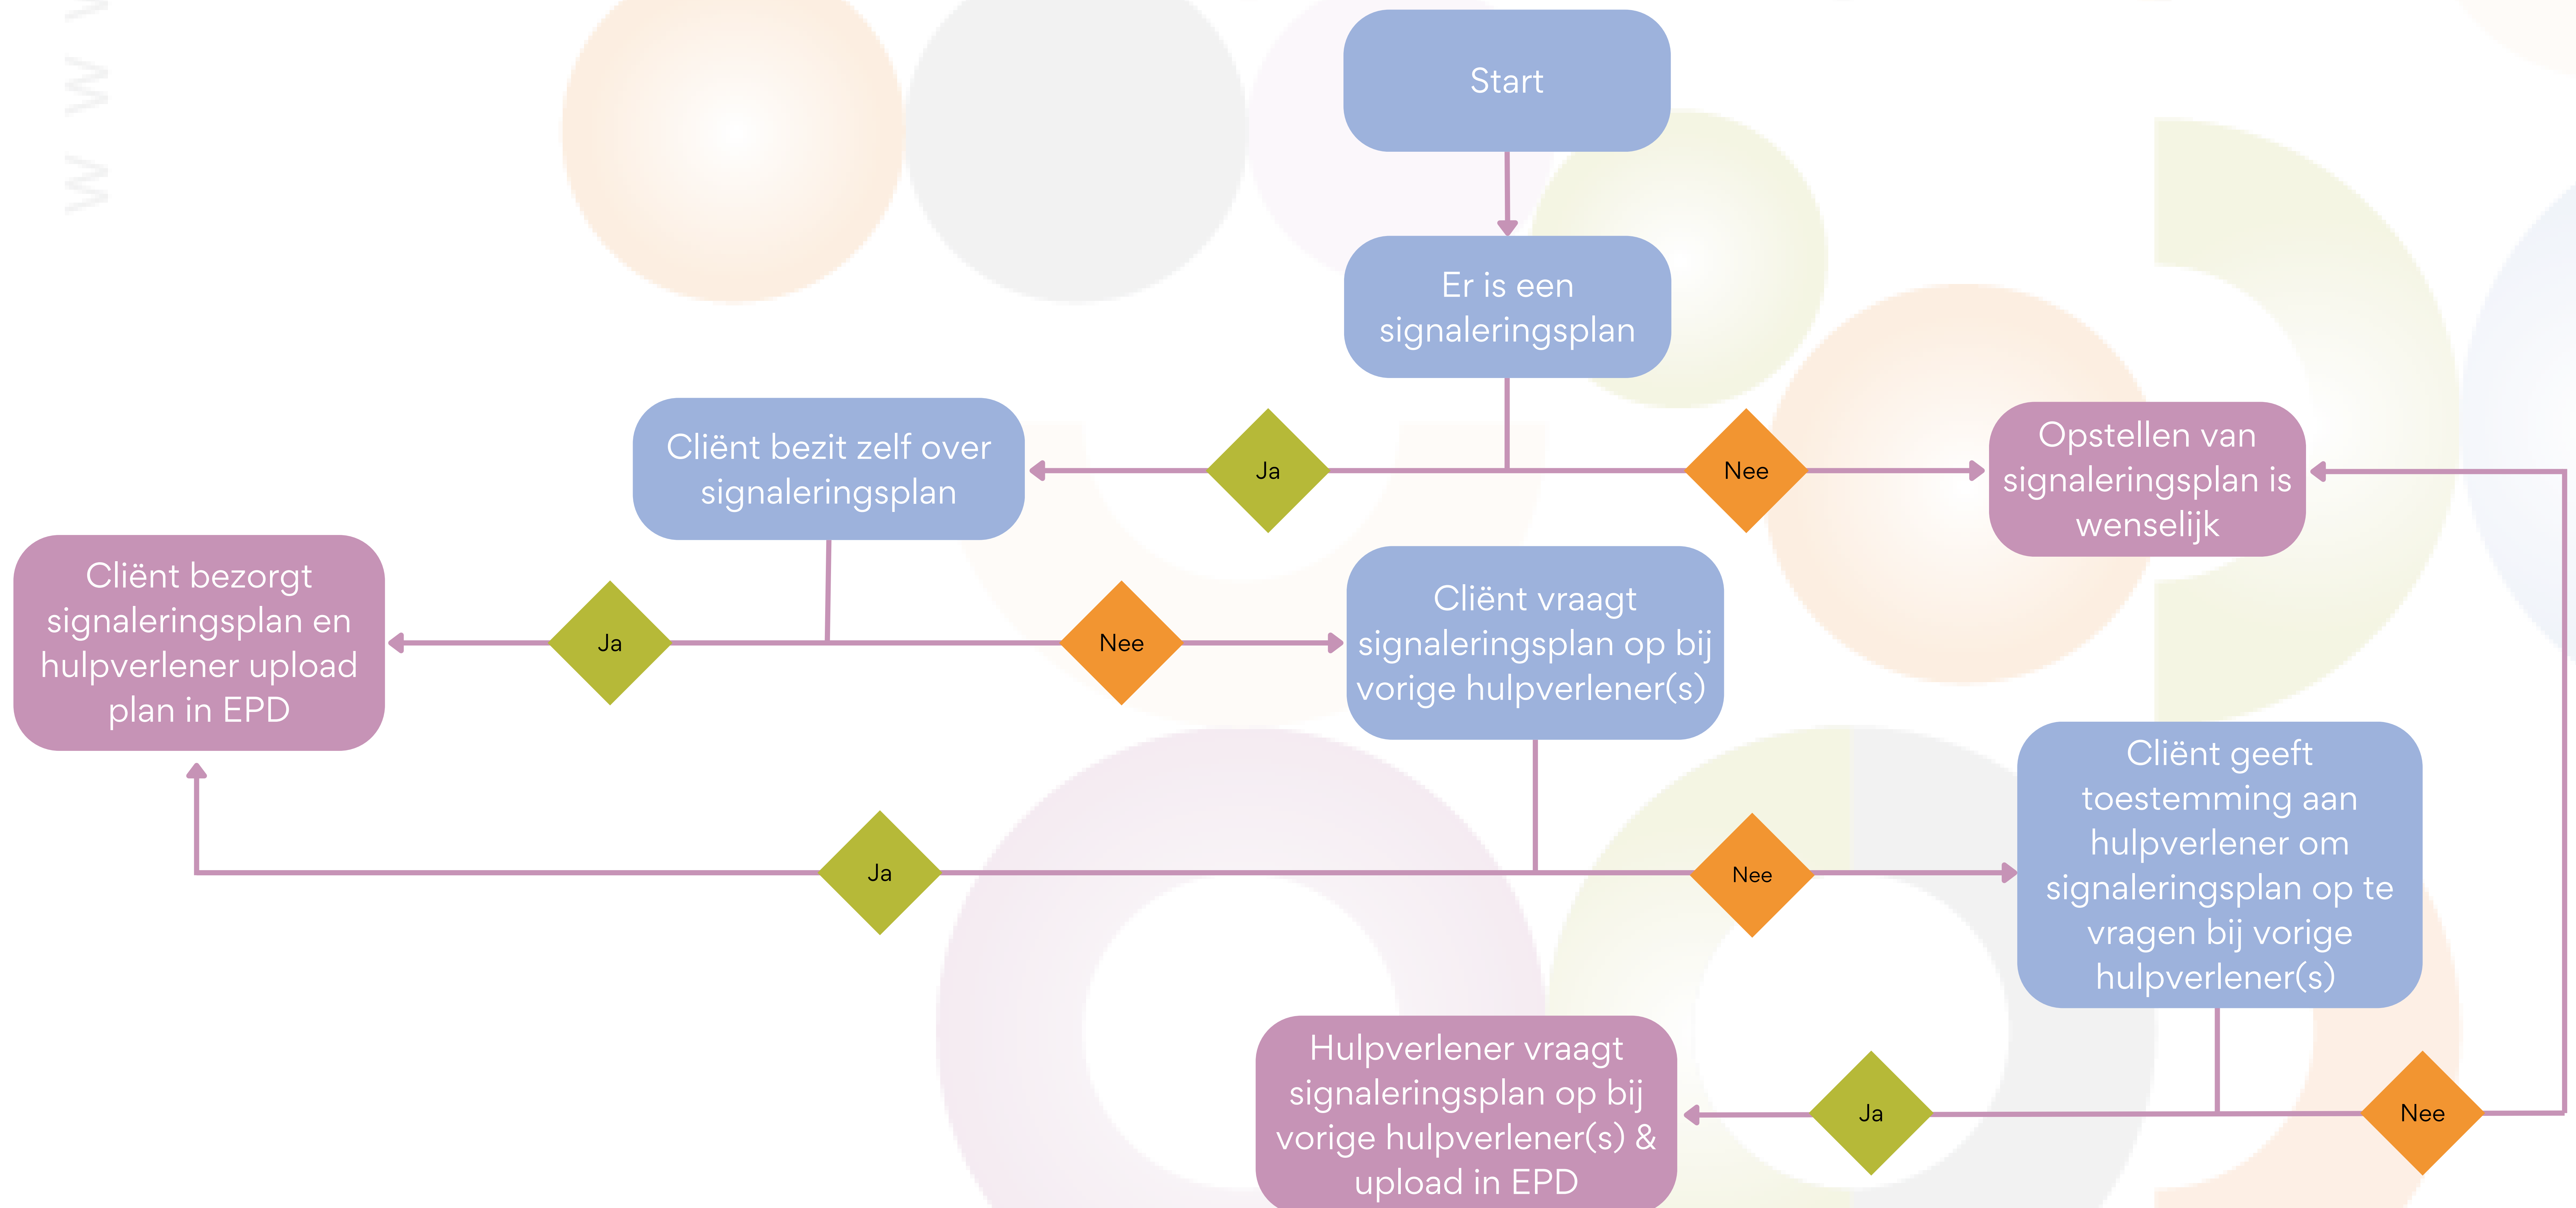 Start
Er is een
signaleringsplan
Cliënt bezit zelf over
signaleringsplan
Ja
Nee
Opstellen van
signaleringsplan is
wenselijk
Cliënt bezorgt
signaleringsplan en
hulpverlener upload
plan in EPD
Ja
Nee
Cliënt vraagt
signaleringsplan op bij
vorige hulpverlener(s)
Ja
Nee
Cliënt geeft
toestemming aan
hulpverlener om
signaleringsplan op te
vragen bij vorige
hulpverlener(s)
Hulpverlener vraagt
signaleringsplan op bij
vorige hulpverlener(s) &
upload in EPD
Ja
Nee
w w w